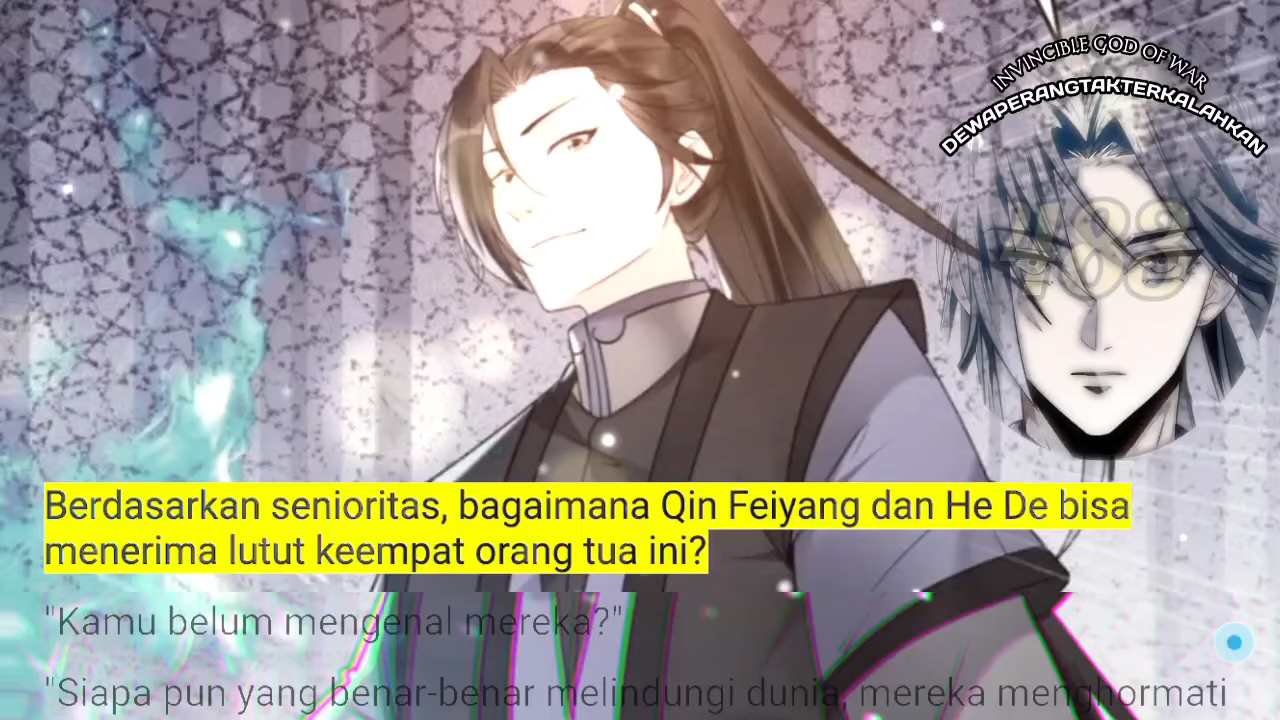 INVINCIBLE GOD OF WAR
DEWAPERANGTAKTERKALAHKAN
Berdasarkan senioritas, bagaimana Qin Feiyang dan He De bisa
menerima lutut keempat orang tua ini?
"Kamu belum mengenal mereka?"
"Siapa pun yang benar-benar melindungi dunia, mereka menghormati